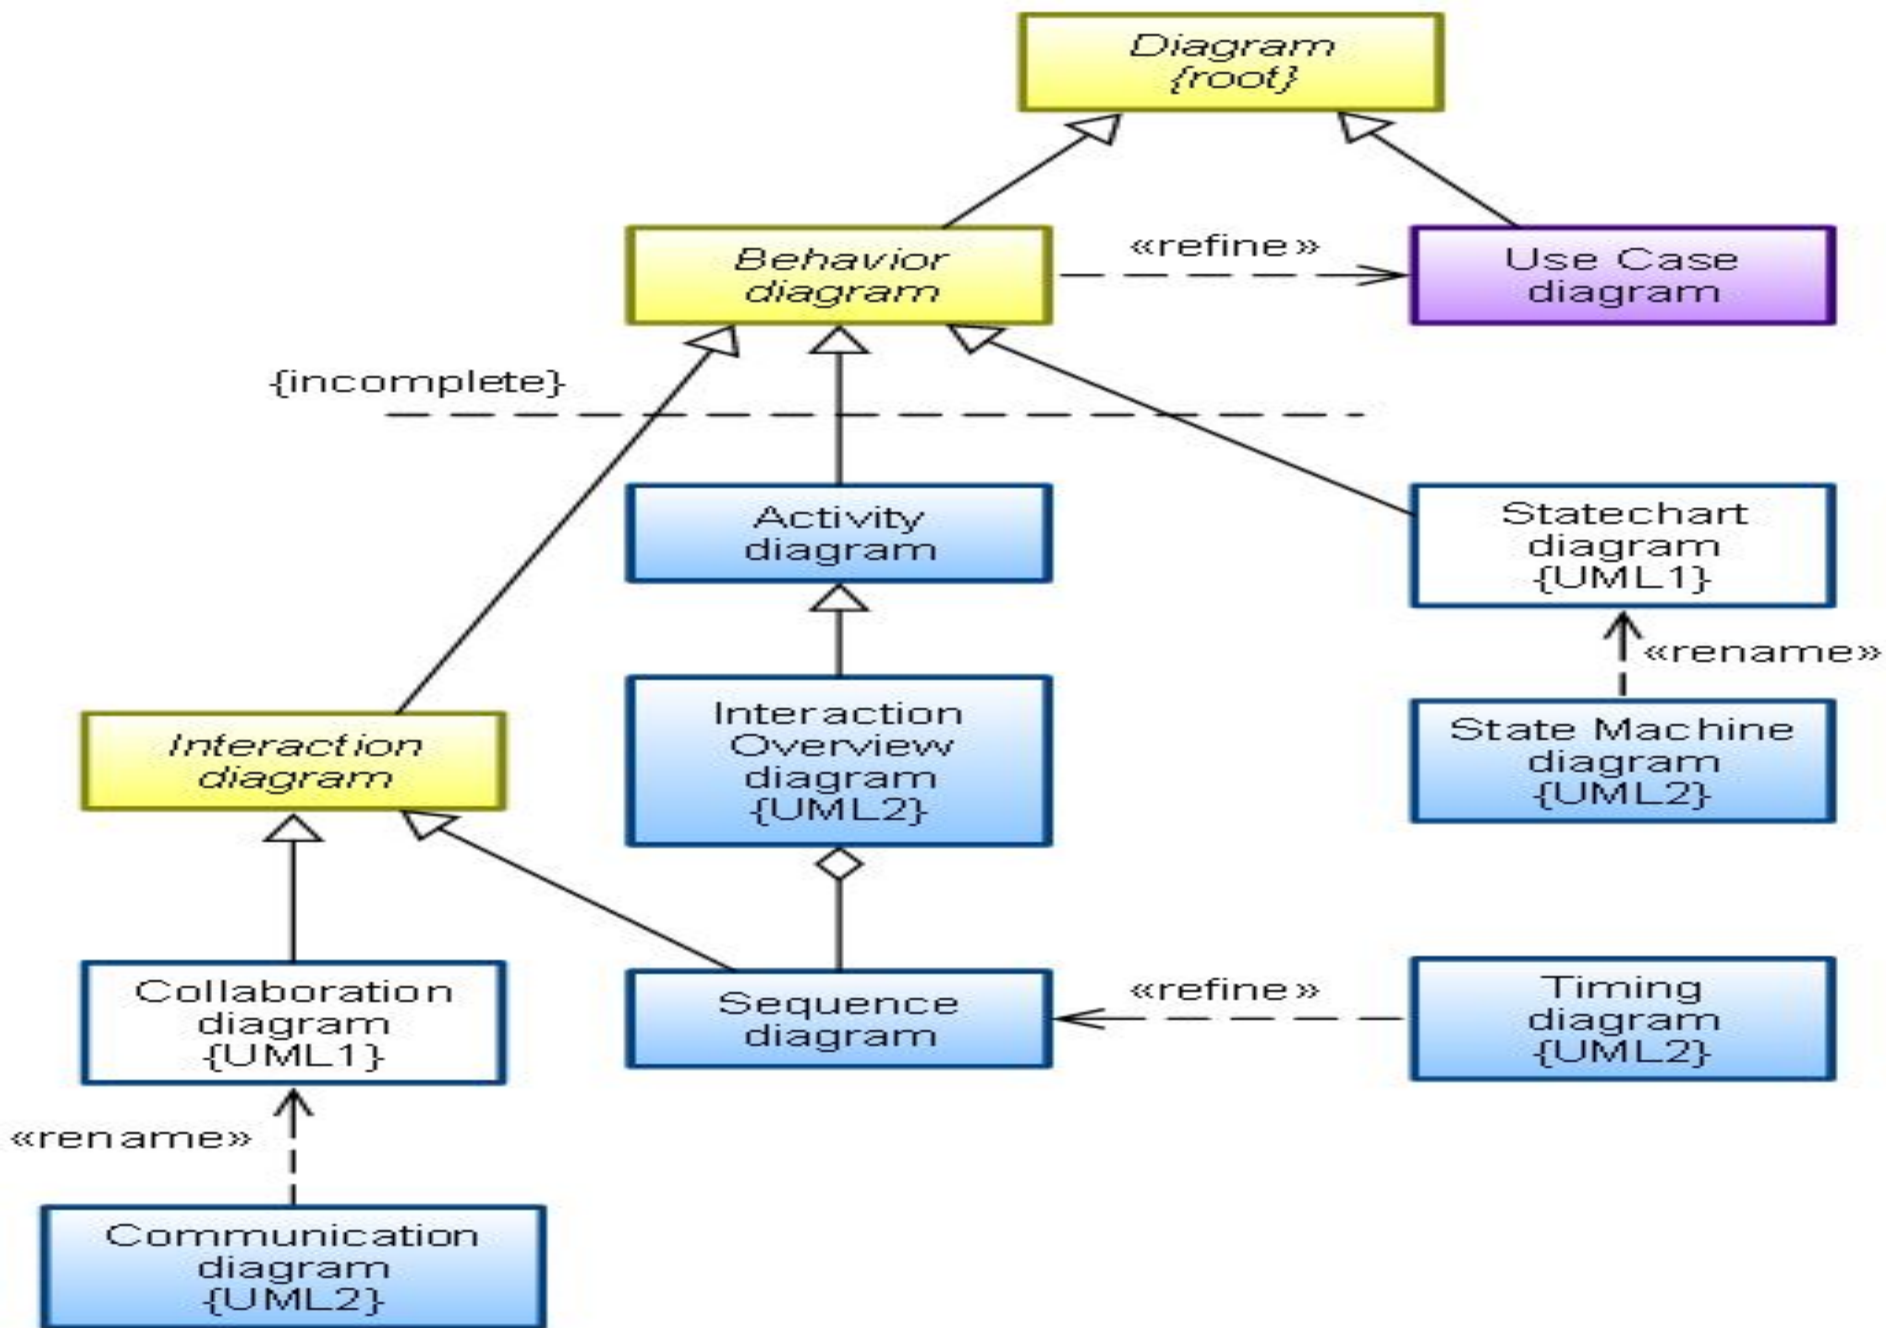 Diagram
{root}
Behavior
diagram
«refine»
Use Case
diagram
{incomplete}
Activity
diagram
Statechart
diagram
{UML1}
«rename»
Interaction
diagram
Interaction
Overview
diagram
{UML2}
State Machine
diagram
{UML2}
Collaboration
diagram
{UML1}
Sequence
diagram
«refine»
Timing
diagram
{UML2}
«rename»
Communication
diagram
{UML2}